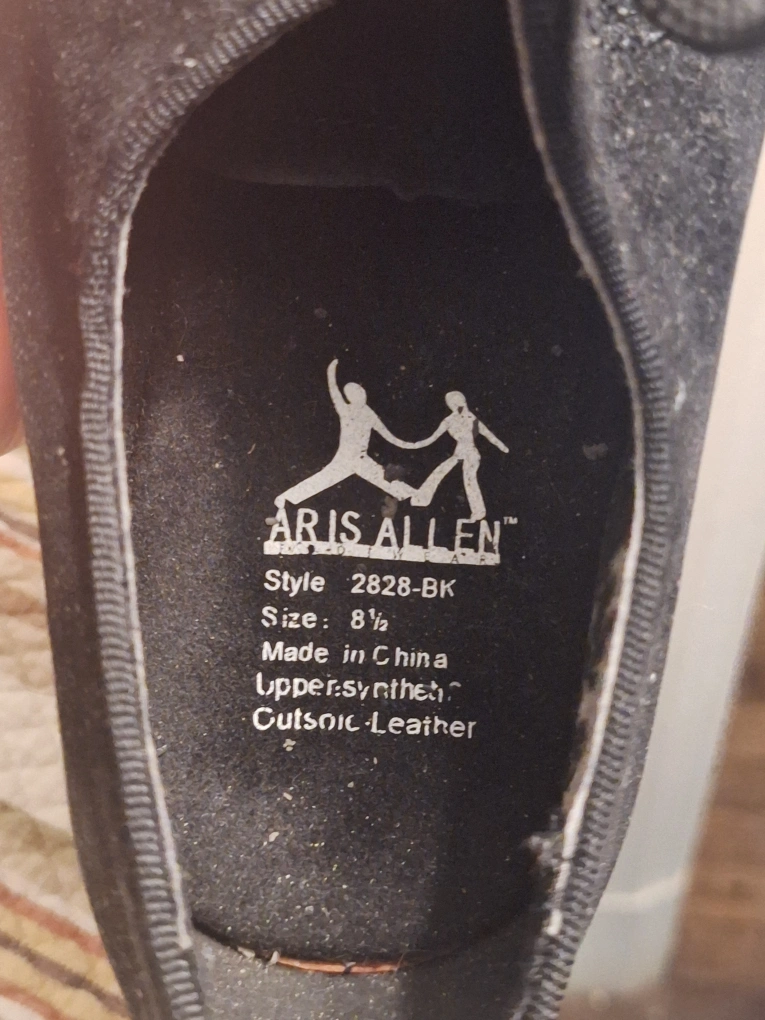 ARIS ALLEN™
Style 2828-BK
Size: 8½
Made in China
Upper:synthetic
Outsole-Leather